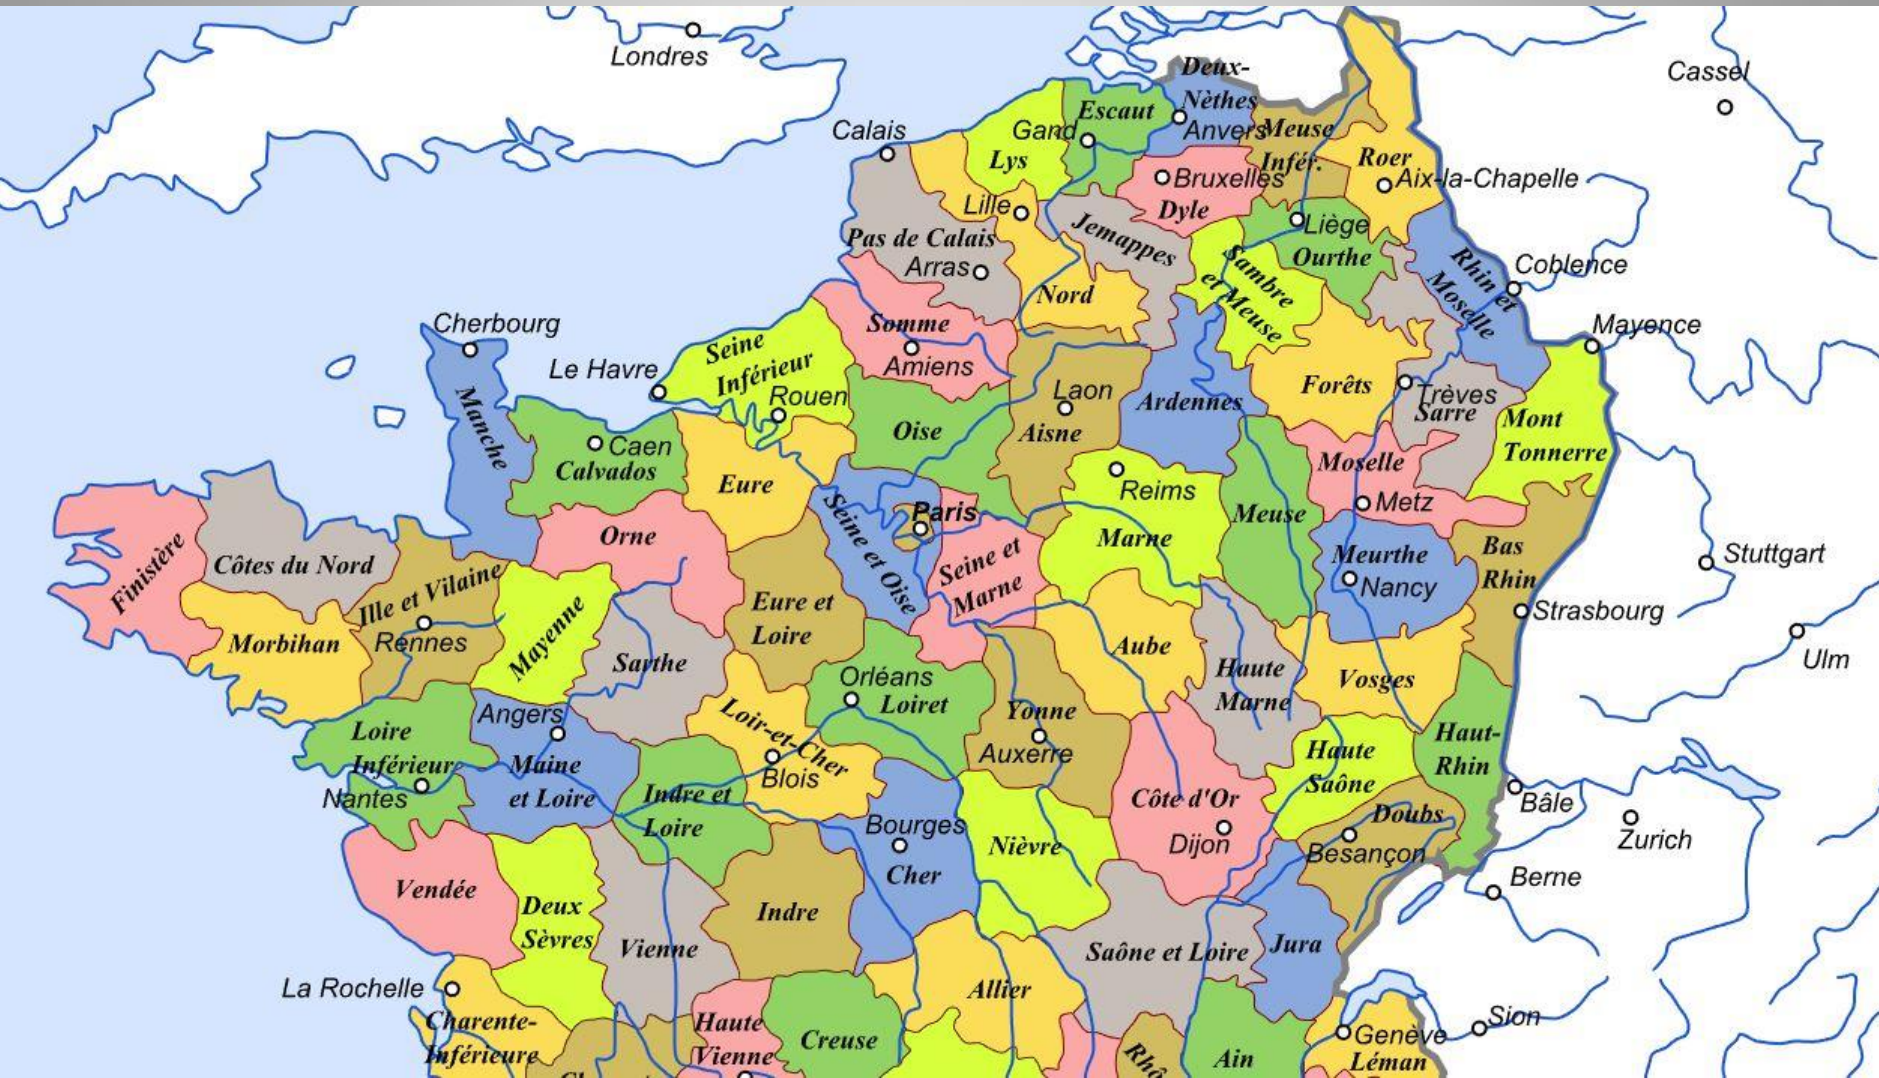 Londres
Cassel
Deux-
Nèthes
Escaut
Anvers
Gand
Calais
Lys
Meuse
Infér.
Roer
Aix-la-Chapelle
Bruxelles
Dyle
Lille
Liège
Jemappes
Pas de Calais
Arras
Ourthe
Sambre
et Meuse
Rhin et
Moselle
Coblence
Nord
Mayence
Cherbourg
Somme
Amiens
Seine
Inférieur
Le Havre
Rouen
Laon
Aisne
Ardennes
Forêts
Trèves
Sarre
Mont
Tonnerre
Manche
Caen
Calvados
Oise
Eure
Reims
Moselle
Metz
Paris
Seine et Oise
Seine et
Marne
Marne
Meuse
Meurthe
Nancy
Bas
Rhin
Stuttgart
Strasbourg
Ulm
Finistère
Côtes du Nord
Orne
Ille et Vilaine
Rennes
Morbihan
Mayenne
Sarthe
Eure et
Loire
Aube
Haute
Marne
Vosges
Orléans
Loiret
Yonne
Auxerre
Loir-et-Cher
Blois
Angers
Maine
et Loire
Loire
Inférieur
Nantes
Indre et
Loire
Haute
Saône
Haut-
Rhin
Côte d'Or
Dijon
Doubs
Besançon
Bâle
Zurich
Berne
Bourges
Cher
Nièvre
Vendée
Deux
Sèvres
Vienne
Indre
Saône et Loire
Jura
La Rochelle
Allier
Charente-
Inférieure
Haute
Vienne
Creuse
Ain
Genève
Léman
Sion
Rhô